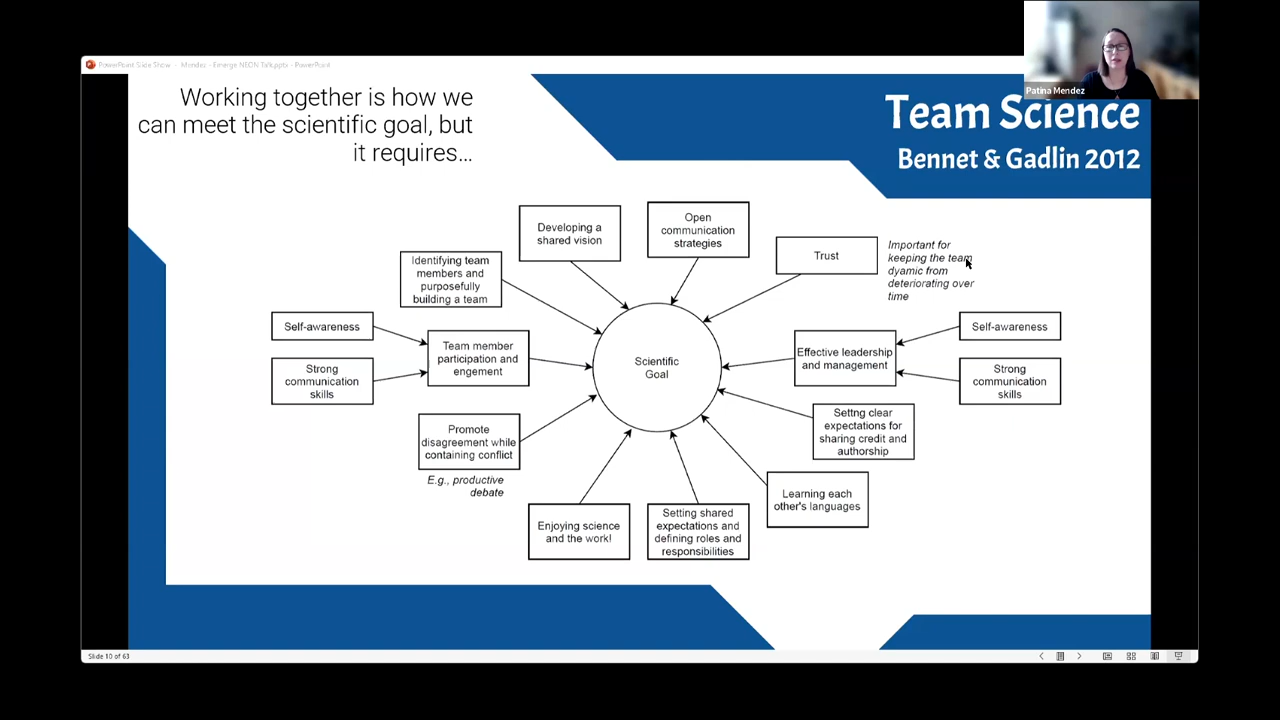 PowerPoint Slide Show - Mendez - Emerge NEON Talk.pptx - PowerPoint
Patina Mendez
Working together is how we
can meet the scientific goal, but
it requires...
Team Science
Bennet & Gadlin 2012
Developing a
shared vision
Open
communication
strategies
Trust
Important for
keeping the team
dyamic from
deteriorating over
time
Identifying team
members and
purposefully
building a team
Self-awareness
Strong
communication
skills
Team member
participation and
engement
Scientific
Goal
Effective leadership
and management
Self-awareness
Strong
communication
skills
Promote
disagreement while
containing conflict
E.g., productive
debate
Settng clear
expectations for
sharing credit and
authorship
Learning each
other's languages
Enjoying science
and the work!
Setting shared
expectations and
defining roles and
responsibilities
Slide 10 of 63